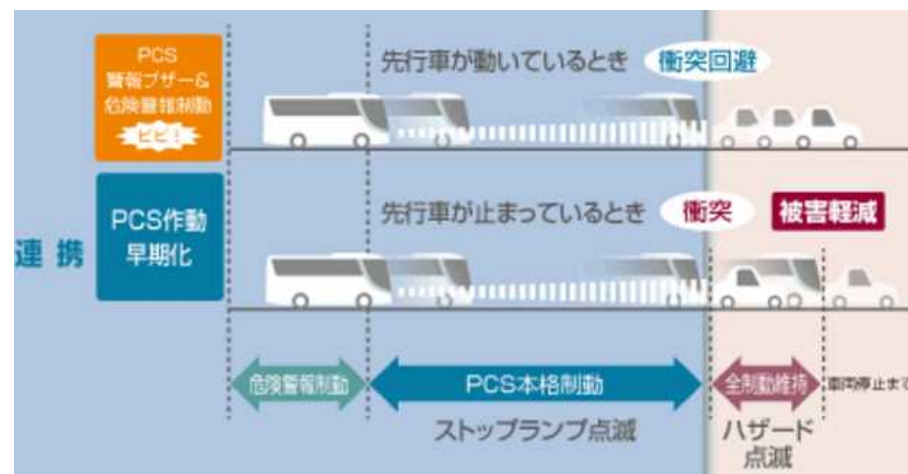 PCS
警報ブザー&
危険警報制動
ピピ！
先行車が動いているとき
衝突回避
連携
PCS作動
早期化
先行車が止まっているとき
衝突
被害軽減
危険警報制動
PCS本格制動
全制動維持
車両停止まで
ストップランプ点滅
ハザード
点滅